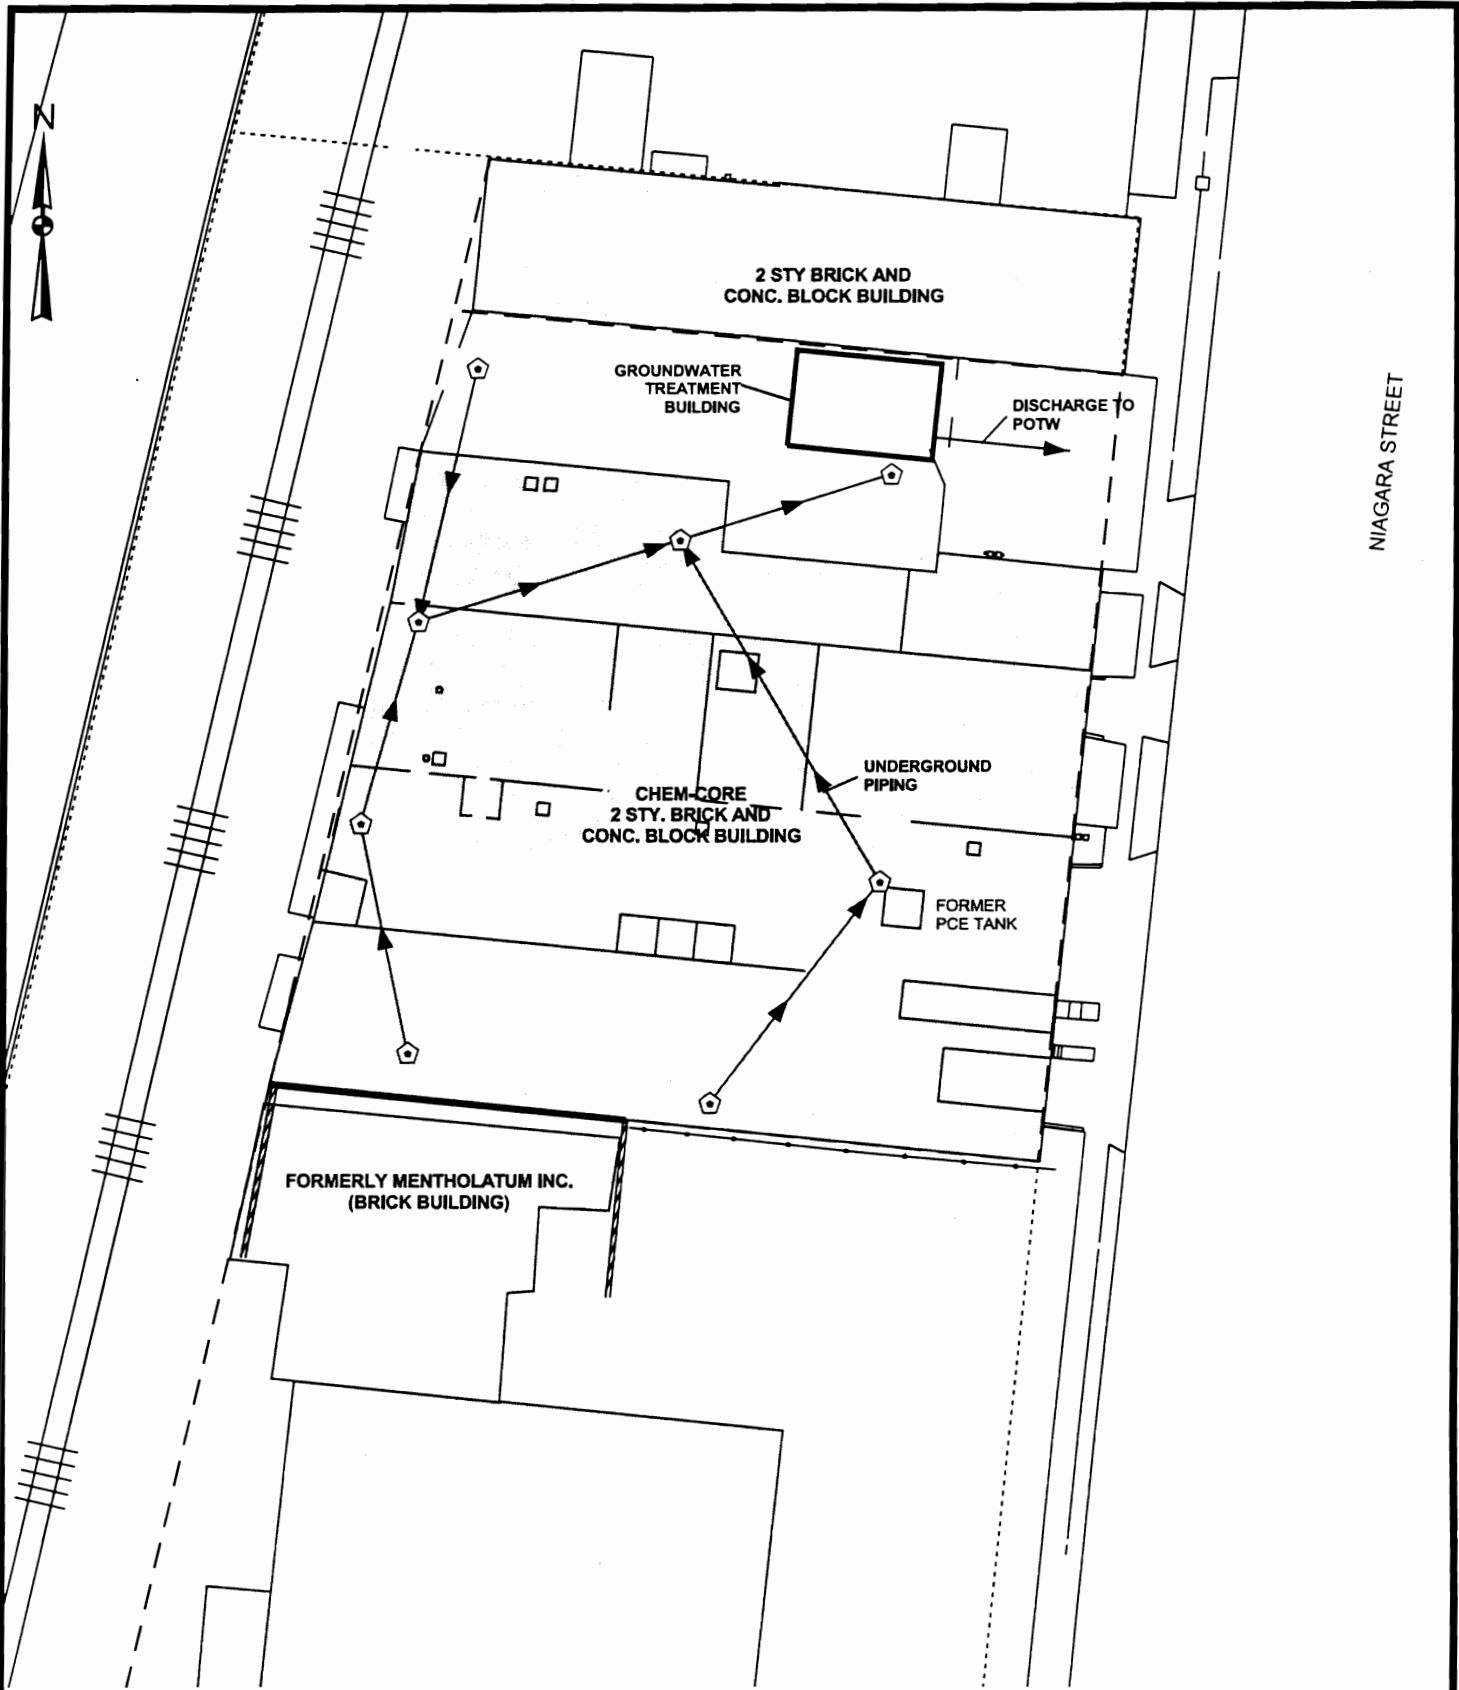 N
2 STY BRICK AND
CONC. BLOCK BUILDING
GROUNDWATER
TREATMENT
BUILDING
DISCHARGE TO
POTW
NIAGARA STREET
UNDERGROUND
PIPING
CHEM-CORE
2 STY. BRICK AND
CONC. BLOCK BUILDING
FORMER
PCE TANK
FORMERLY MENTHOLATUM INC.
(BRICK BUILDING)